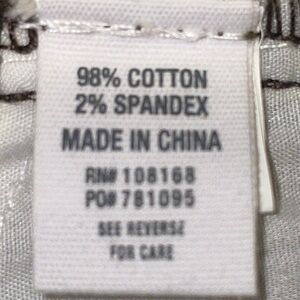 98% COTTON
2% SPANDEX
MADE IN CHINA
RN# 108168
PO# 781095
SEE REVERSE
FOR CARE